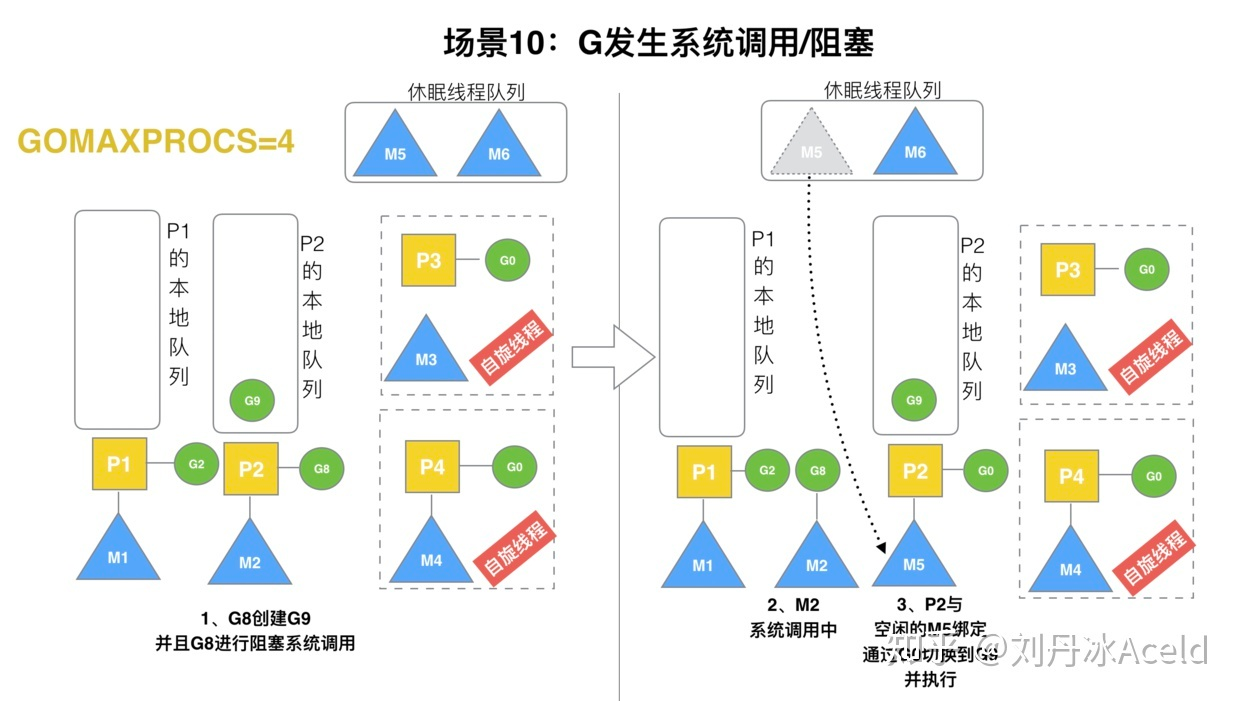 场景10：G发生系统调用/阻塞
GOMAXPROCS=4
休眠线程队列
M5
M6
P1的本地队列
P2的本地队列
G9
P1
G2
P2
G8
M1
M2
P3
G0
M3
自旋线程
P4
G0
M4
自旋线程
1、G8创建G9
并且G8进行阻塞系统调用
休眠线程队列
M5
M6
P1的本地队列
P2的本地队列
G9
P1
G2
G8
P2
G0
M1
M2
M5
P3
G0
M3
自旋线程
P4
G0
M4
自旋线程
2、M2
系统调用中
3、P2与
空闲的M5绑定
通过G0切换到G9
并执行
知乎 @刘丹冰Aceld